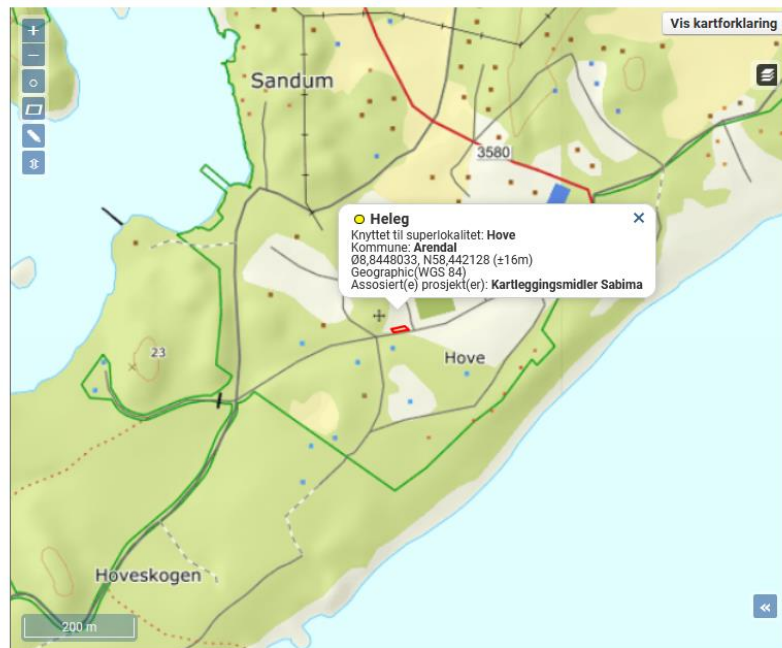 Vis kartforklaring
Sandum
3580
Heleg
Knyttet til superlokalitet: Hove
Kommune: Arendal
Ø8,8448033, N58,442128 (±16m)
Geographic(WGS 84)
Assosiert(e) prosjekt(er): Kartleggingsmidler Sabima
23
Hove
Hoveskogen
200 m